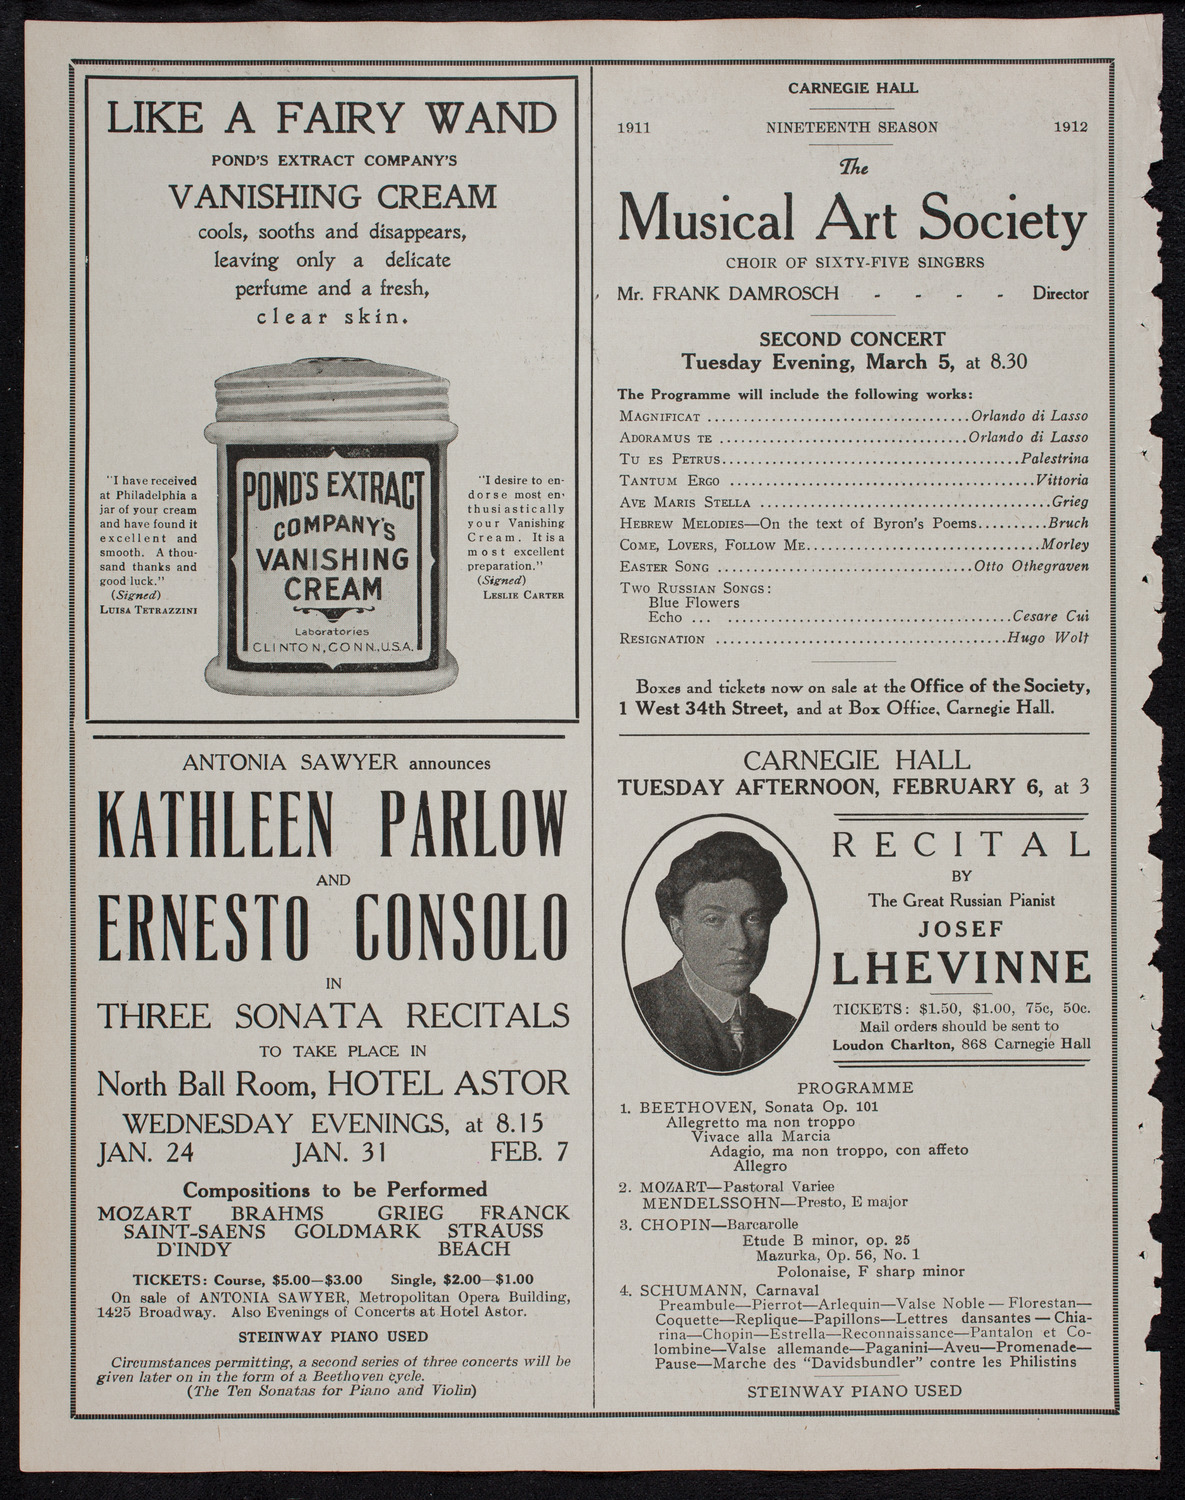 LIKE A FAIRY WAND
POND'S EXTRACT COMPANY'S
VANISHING CREAM
cools, sooths and disappears,
leaving only a delicate
perfume and a fresh,
clear skin.
"I have received
at Philadelphia a
jar of your cream
and have found it
excellent and
smooth. A thou-
sand thanks and
good luck."
(Signed)
LUISA TETRAZZINI
POND'S EXTRACT
COMPANY'S
VANISHING
CREAM
Laboratories
CLINTON, CONN., U.S.A.
"I desire to en-
dorse most en-
thusiastically
your Vanishing
Cream. It is a
most excellent
preparation."
(Signed)
LESLIE CARTER
ANTONIA SAWYER announces
KATHLEEN PARLOW
AND
ERNESTO CONSOLO
IN
THREE SONATA RECITALS
TO TAKE PLACE IN
North Ball Room, HOTEL ASTOR
WEDNESDAY EVENINGS, at 8.15
JAN. 24 JAN. 31 FEB. 7
Compositions to be Performed
MOZART BRAHMS GRIEG FRANCK
SAINT-SAENS GOLDMARK STRAUSS
D'INDY BEACH
TICKETS: Course, $5.00—$3.00 Single, $2.00—$1.00
On sale of ANTONIA SAWYER, Metropolitan Opera Building,
1425 Broadway. Also Evenings of Concerts at Hotel Astor.
STEINWAY PIANO USED
Circumstances permitting, a second series of three concerts will be
given later on in the form of a Beethoven cycle.
(The Ten Sonatas for Piano and Violin)
CARNEGIE HALL
1911 NINETEENTH SEASON 1912
The
Musical Art Society
CHOIR OF SIXTY-FIVE SINGERS
Mr. FRANK DAMROSCH - - - - Director
SECOND CONCERT
Tuesday Evening, March 5, at 8.30
The Programme will include the following works:
MAGNIFICAT ..................................... Orlando di Lasso
ADORAMUS TE ................................... Orlando di Lasso
TU ES PETRUS.......................................... Palestrina
TANTUM ERGO ........................................... Vittoria
AVE MARIS STELLA ......................................... Grieg
HEBREW MELODIES—On the text of Byron's Poems.......... Bruch
COME, LOVERS, FOLLOW ME................................. Morley
EASTER SONG .................................... Otto Othegraven
TWO RUSSIAN SONGS:
Blue Flowers
Echo ... ........................................ Cesare Cui
RESIGNATION ......................................... Hugo Wolf
Boxes and tickets now on sale at the Office of the Society,
1 West 34th Street, and at Box Office, Carnegie Hall.
CARNEGIE HALL
TUESDAY AFTERNOON, FEBRUARY 6, at 3
RECITAL
BY
The Great Russian Pianist
JOSEF
LHEVINNE
TICKETS: $1.50, $1.00, 75c, 50c.
Mail orders should be sent to
Loudon Charlton, 868 Carnegie Hall
PROGRAMME
1. BEETHOVEN, Sonata Op. 101
Allegretto ma non troppo
Vivace alla Marcia
Adagio, ma non troppo, con affeto
Allegro
2. MOZART—Pastoral Variee
MENDELSSOHN—Presto, E major
3. CHOPIN—Barcarolle
Etude B minor, op. 25
Mazurka, Op. 56, No. 1
Polonaise, F sharp minor
4. SCHUMANN, Carnaval
Preambule—Pierrot—Arlequin—Valse Noble — Florestan—
Coquette—Replique—Papillons—Lettres dansantes — Chia-
rina—Chopin—Estrella—Reconnaissance—Pantalon et Co-
lombine—Valse allemande—Paganini—Aveu—Promenade—
Pause—Marche des "Davidsbundler" contre les Philistins
STEINWAY PIANO USED